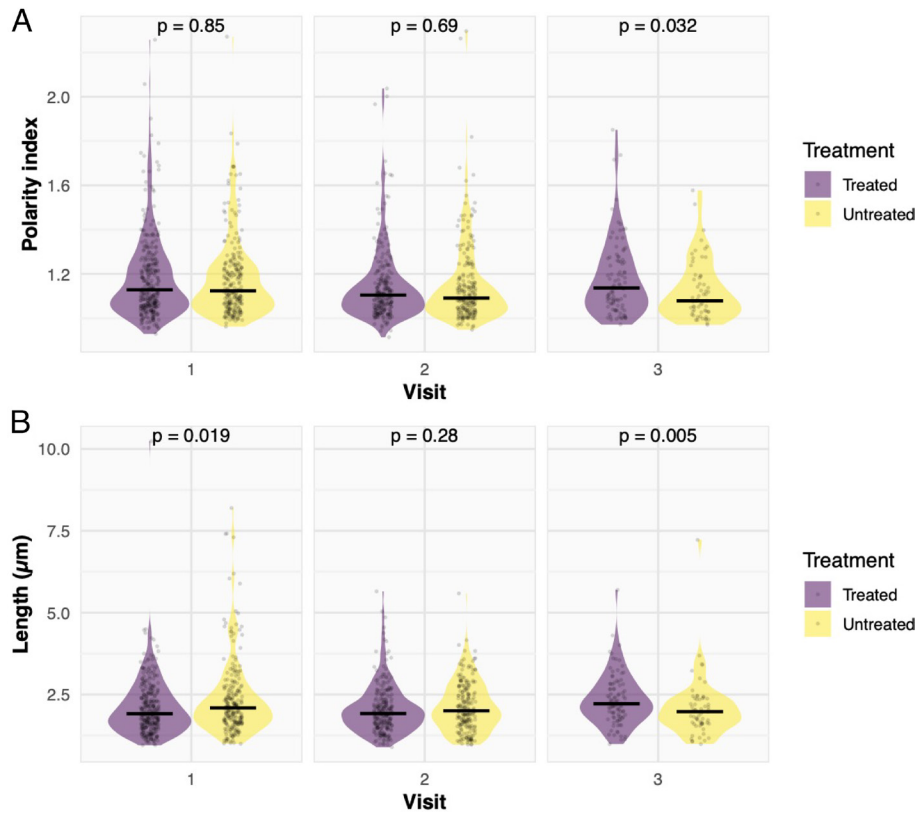 A
p = 0.85
p = 0.69
p = 0.032
Polarity index
2.0
1.6
1.2
1
2
3
Visit
Treatment
Treated
Untreated
B
p = 0.019
p = 0.28
p = 0.005
Length (µm)
10.0
7.5
5.0
2.5
1
2
3
Visit
Treatment
Treated
Untreated